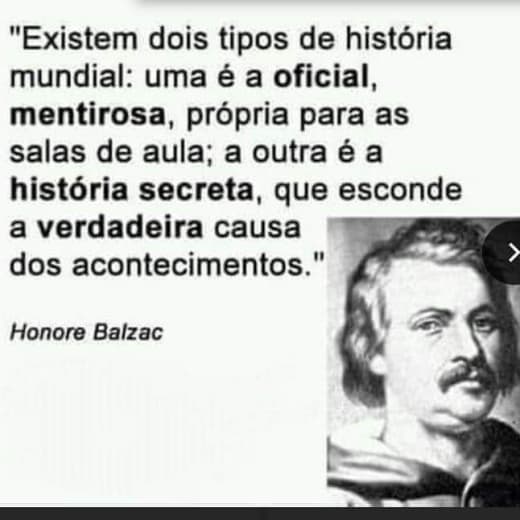 "Existem dois tipos de história
mundial: uma é a oficial,
mentirosa, própria para as
salas de aula; a outra é a
história secreta, que esconde
a verdadeira causa
dos acontecimentos."
Honore Balzac